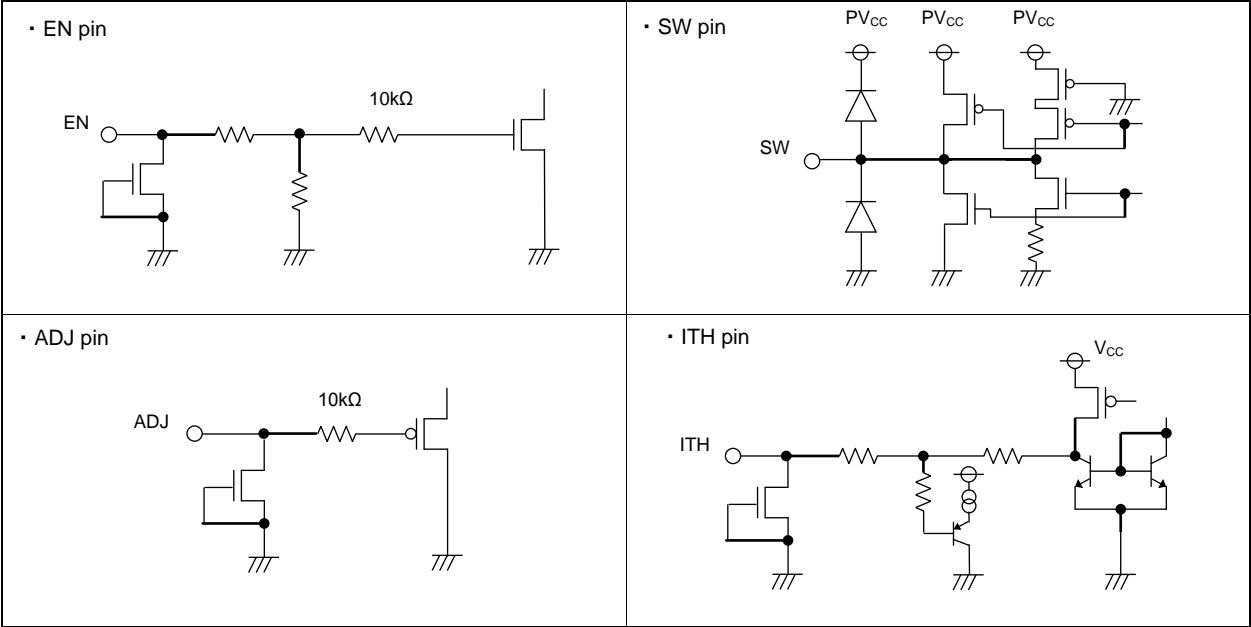 ・EN pin
EN
10kΩ
・SW pin
PVCC PVCC PVCC
SW
・ADJ pin
ADJ
10kΩ
・ITH pin
VCC
ITH